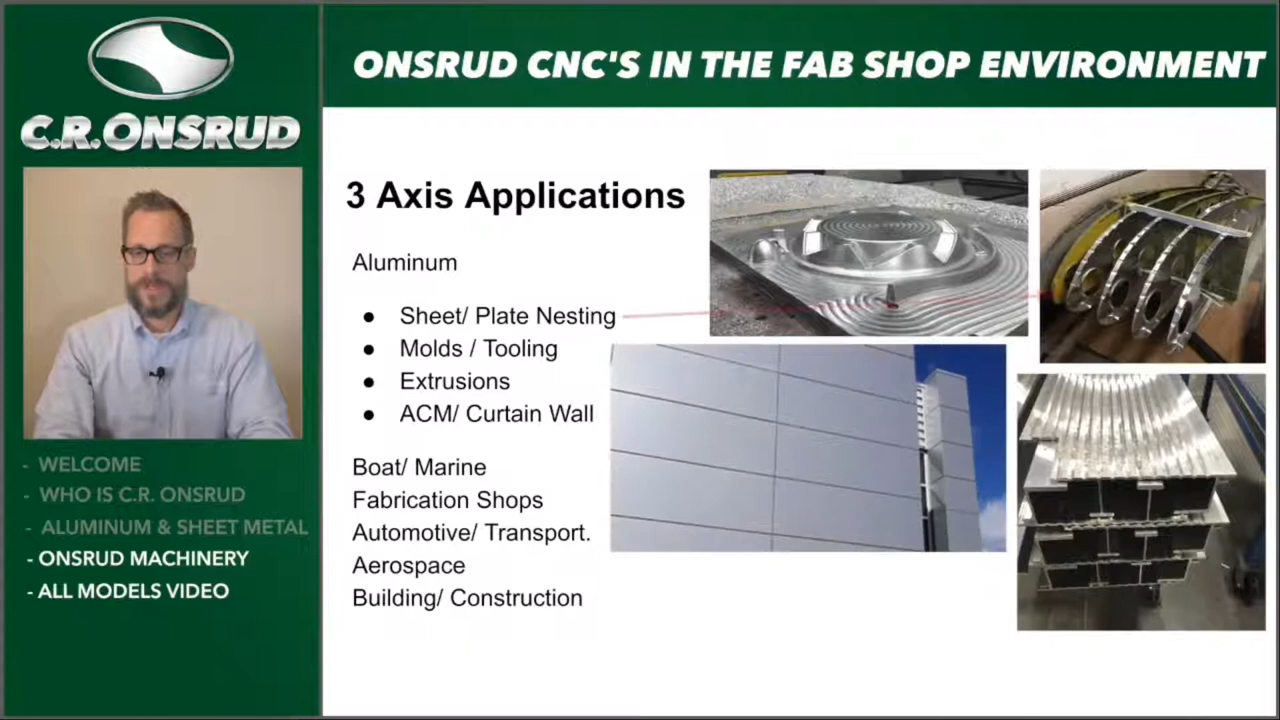 C.R.ONSRUD
ONSRUD CNC'S IN THE FAB SHOP ENVIRONMENT
3 Axis Applications
Aluminum
● Sheet/ Plate Nesting
● Molds / Tooling
● Extrusions
● ACM/ Curtain Wall
Boat/ Marine
Fabrication Shops
Automotive/ Transport.
Aerospace
Building/ Construction
- WELCOME
- WHO IS C.R. ONSRUD
- ALUMINUM & SHEET METAL
- ONSRUD MACHINERY
- ALL MODELS VIDEO